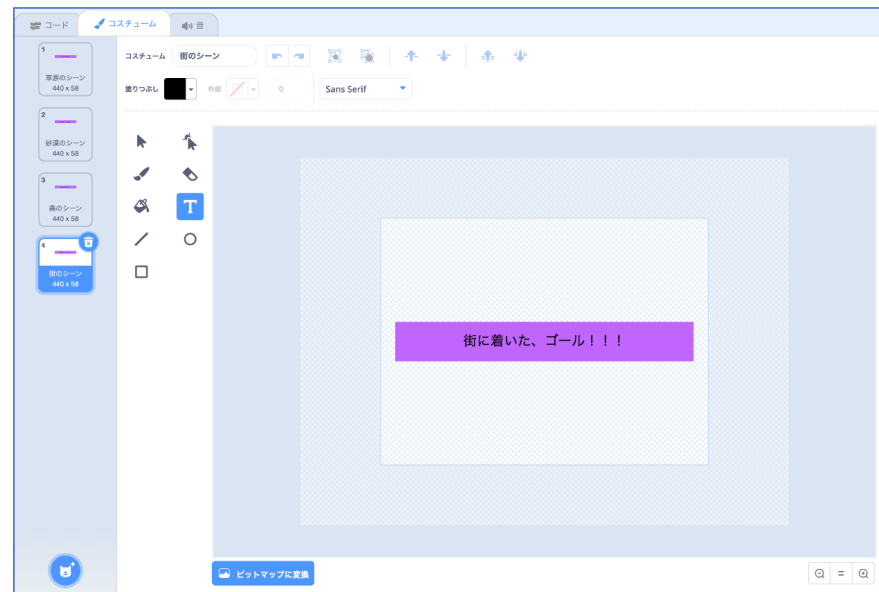 コード
コスチューム
音
1
草原のシーン
440 x 58
2
砂漠のシーン
440 x 58
3
森のシーン
440 x 58
4
街のシーン
440 x 58
コスチューム
街のシーン
塗りつぶし
枠線
0
Sans Serif
T
街に着いた、ゴール！！！
ビットマップに変換